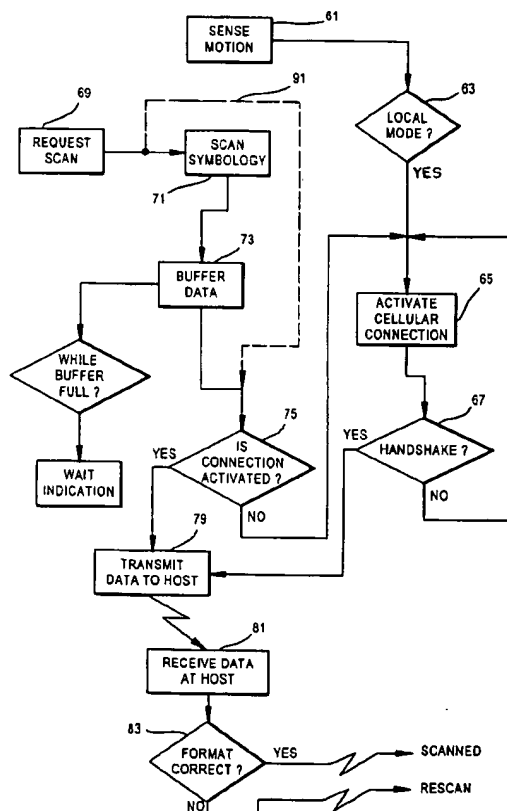 61
SENSE
MOTION
91
63
69
LOCAL
MODE ?
REQUEST
SCAN
SCAN
SYMBOLOGY
YES
71
73
BUFFER
DATA
65
ACTIVATE
CELLULAR
CONNECTION
WHILE
BUFFER
FULL ?
75
67
YES
IS
CONNECTION
ACTIVATED ?
YES
HANDSHAKE ?
WAIT
INDICATION
NO
NO
79
TRANSMIT
DATA TO HOST
81
RECEIVE DATA
AT HOST
83
FORMAT
CORRECT ?
YES
SCANNED
RESCAN
NO